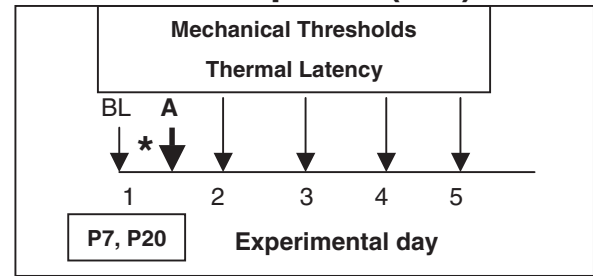 Mechanical Thresholds
Thermal Latency
BL A
*
1 2 3 4 5
P7, P20
Experimental day